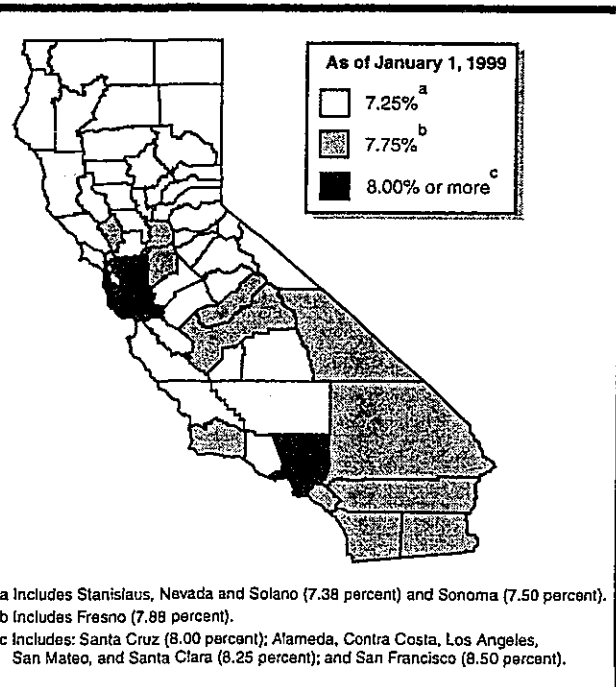 As of January 1, 1999
7.25% a
7.75% b
8.00% or more c
a Includes Stanislaus, Nevada and Solano (7.38 percent) and Sonoma (7.50 percent).
b Includes Fresno (7.88 percent).
c Includes: Santa Cruz (8.00 percent); Alameda, Contra Costa, Los Angeles,
San Mateo, and Santa Clara (8.25 percent); and San Francisco (8.50 percent).